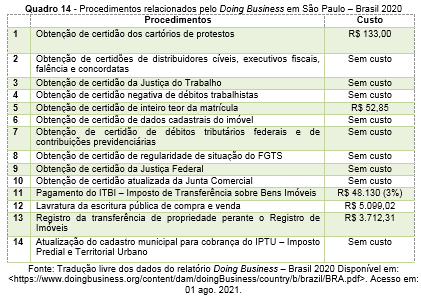 Quadro 14 - Procedimentos relacionados pelo Doing Business em São Paulo – Brasil 2020
Procedimentos Custo
1 Obtenção de certidão dos cartórios de protestos R$ 133,00
2 Obtenção de certidões de distribuidores cíveis, executivos fiscais, Sem custo
falência e concordatas
3 Obtenção de certidão da Justiça do Trabalho Sem custo
4 Obtenção de certidão negativa de débitos trabalhistas Sem custo
5 Obtenção de certidão de inteiro teor da matrícula R$ 52,85
6 Obtenção de certidão de dados cadastrais do imóvel Sem custo
7 Obtenção de certidão de débitos tributários federais e de Sem custo
contribuições previdenciárias
8 Obtenção de certidão de regularidade de situação do FGTS Sem custo
9 Obtenção de certidão da Justiça Federal Sem custo
10 Obtenção de certidão atualizada da Junta Comercial Sem custo
11 Pagamento do ITBI – Imposto de Transferência sobre Bens Imóveis R$ 48.130 (3%)
12 Lavratura da escritura pública de compra e venda R$ 5.099,02
13 Registro da transferência de propriedade perante o Registro de R$ 3.712,31
Imóveis
14 Atualização do cadastro municipal para cobrança do IPTU – Imposto Sem custo
Predial e Territorial Urbano
Fonte: Tradução livre dos dados do relatório Doing Business – Brasil 2020 Disponível em:
<https://www.doingbusiness.org/content/dam/doingBusiness/country/b/brazil/BRA.pdf>. Acesso em:
01 ago. 2021.